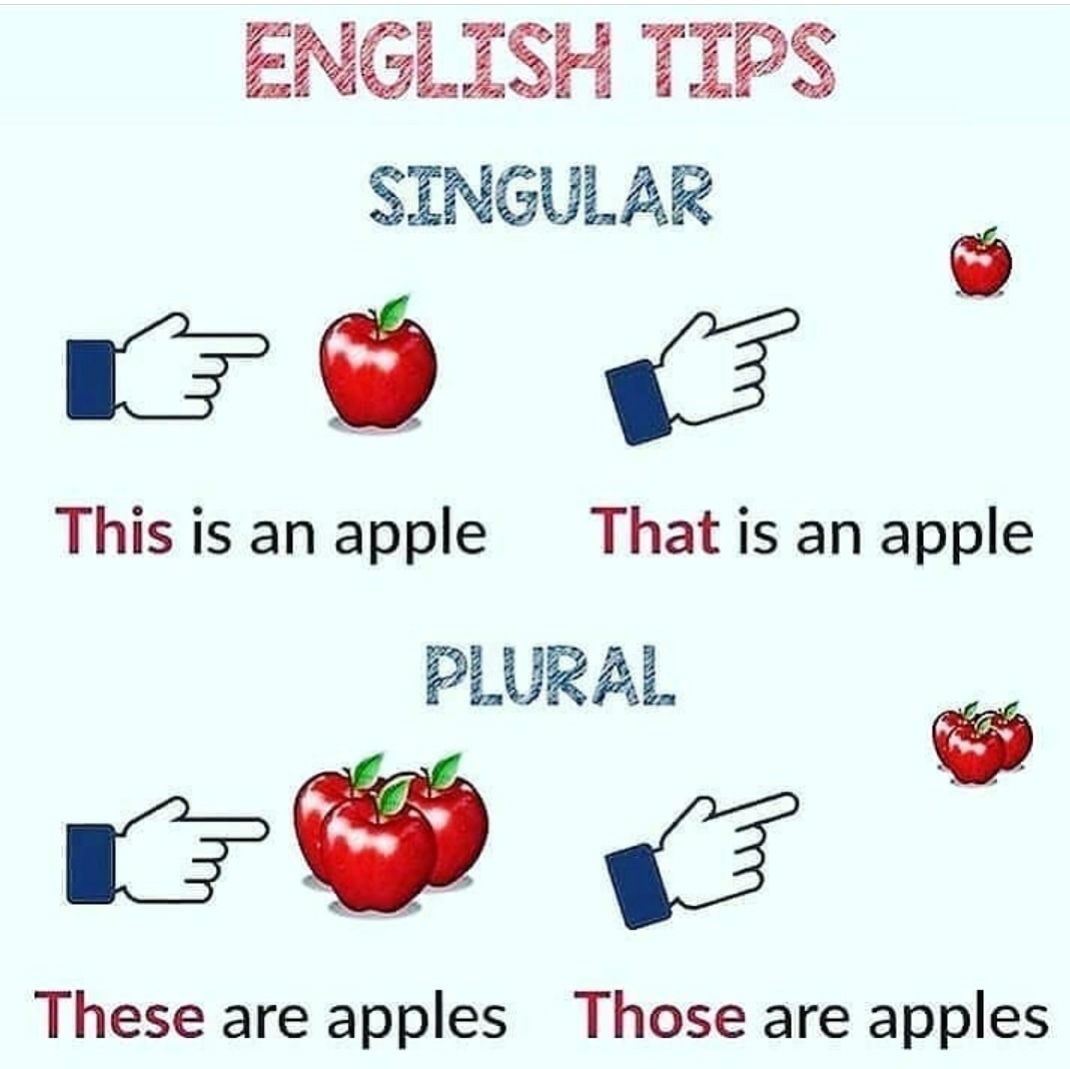 ENGLISH TIPS
SINGULAR
This is an apple
That is an apple
PLURAL
These are apples
Those are apples